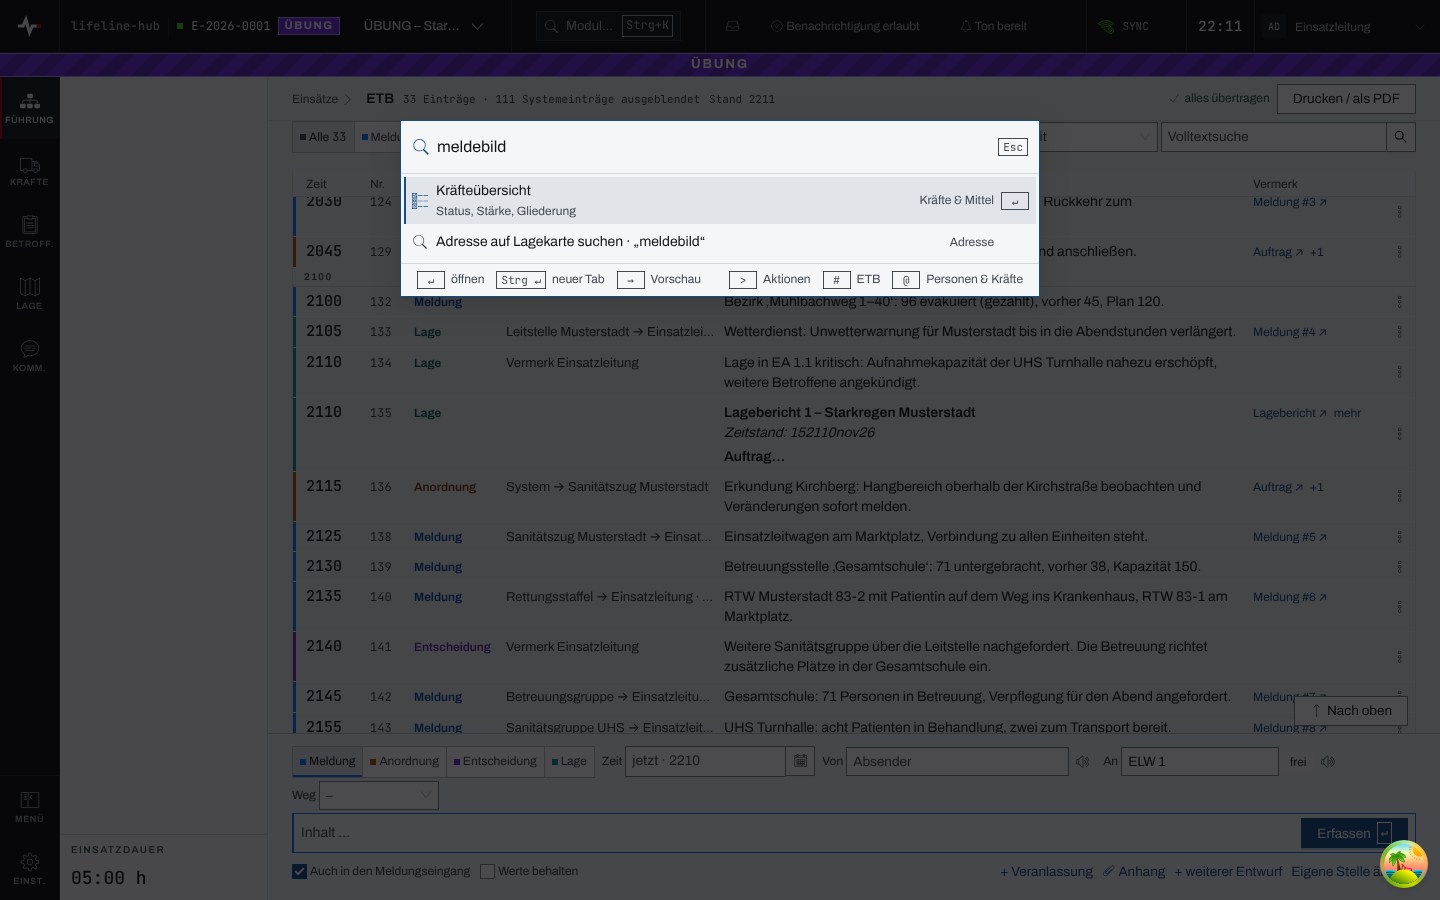 lifeline-hub
E-2026-0001 ÜBUNG
ÜBUNG – Star...
Modul... Strg+K
Benachrichtigung erlaubt
Ton bereit
SYNC
22:11
AD Einsatzleitung
ÜBUNG
FÜHRUNG
KRÄFTE
BETROFF.
LAGE
KOMM.
MENÜ
EINST.
EINSATZDAUER
05:00 h
Einsätze
ETB 33 Einträge · 111 Systemeinträge ausgeblendet Stand 2211
alles übertragen
Drucken / als PDF
Alle 33
Volltextsuche
meldebild Esc
Kräfteübersicht
Status, Stärke, Gliederung
Kräfte & Mittel ↵
Adresse auf Lagekarte suchen · „meldebild“ Adresse
↵ öffnen Strg ↵ neuer Tab → Vorschau > Aktionen # ETB @ Personen & Kräfte
Zeit Nr. Vermerk
2030 124 Rückkehr zum Meldung #3 ↗
2045 129 anschließen. Auftrag ↗ +1
2100
2100 132 Meldung Bezirk ‚Mühlbachweg 1–40‘: 96 evakuiert (gezählt), vorher 45, Plan 120.
2105 133 Lage Leitstelle Musterstadt → Einsatzlei... Wetterdienst: Unwetterwarnung für Musterstadt bis in die Abendstunden verlängert. Meldung #4 ↗
2110 134 Lage Vermerk Einsatzleitung Lage in EA 1.1 kritisch: Aufnahmekapazität der UHS Turnhalle nahezu erschöpft,
weitere Betroffene angekündigt.
2110 135 Lage Lagebericht 1 – Starkregen Musterstadt Lagebericht ↗ mehr
Zeitstand: 152110nov26
Auftrag...
2115 136 Anordnung System → Sanitätszug Musterstadt Erkundung Kirchberg: Hangbereich oberhalb der Kirchstraße beobachten und Auftrag ↗ +1
Veränderungen sofort melden.
2125 138 Meldung Sanitätszug Musterstadt → Einsat... Einsatzleitwagen am Marktplatz, Verbindung zu allen Einheiten steht. Meldung #5 ↗
2130 139 Meldung Betreuungsstelle ‚Gesamtschule‘: 71 untergebracht, vorher 38, Kapazität 150.
2135 140 Meldung Rettungsstaffel → Einsatzleitung · ... RTW Musterstadt 83-2 mit Patientin auf dem Weg ins Krankenhaus, RTW 83-1 am Meldung #6 ↗
Marktplatz.
2140 141 Entscheidung Vermerk Einsatzleitung Weitere Sanitätsgruppe über die Leitstelle nachgefordert. Die Betreuung richtet
zusätzliche Plätze in der Gesamtschule ein.
2145 142 Meldung Betreuungsgruppe → Einsatzleitu... Gesamtschule: 71 Personen in Betreuung, Verpflegung für den Abend angefordert.
2155 143 Meldung Sanitätsgruppe UHS → Einsatzleit... UHS Turnhalle: acht Patienten in Behandlung, zwei zum Transport bereit.
↑ Nach oben
Meldung Anordnung Entscheidung Lage Zeit jetzt · 2210 Von Absender An ELW 1 frei
Weg –
Inhalt ...
Erfassen ↵
Auch in den Meldungseingang Werte behalten
+ Veranlassung Anhang + weiterer Entwurf Eigene Stelle